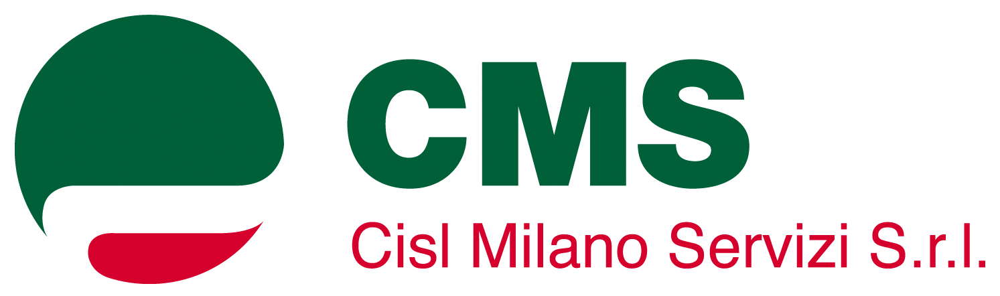 CMS
Cisl Milano Servizi S.r.l.